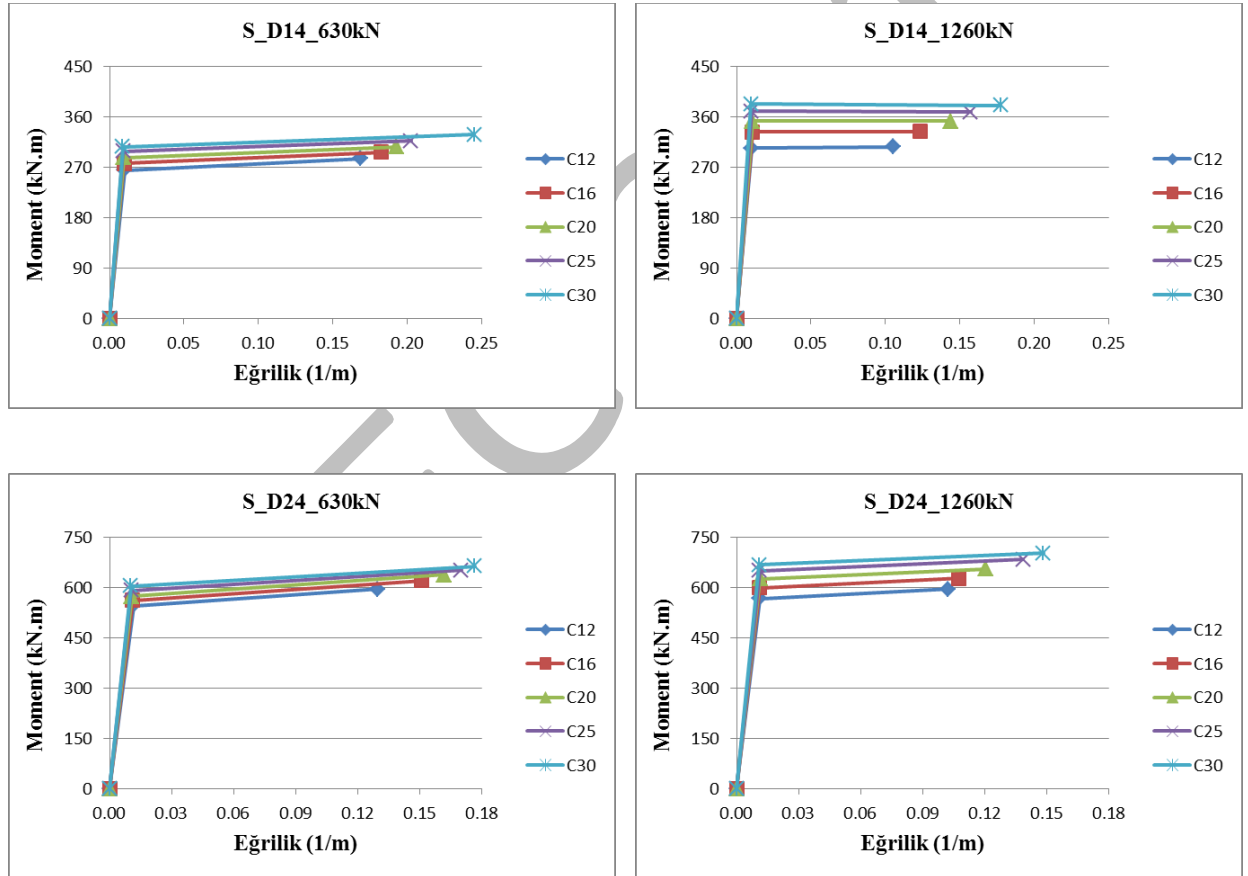 S_D14_630kN
450
360
270
180
90
0
0.00 0.05 0.10 0.15 0.20 0.25
Moment (kN.m)
Eğrilik (1/m)
C12
C16
C20
C25
C30
S_D14_1260kN
450
360
270
180
90
0
0.00 0.05 0.10 0.15 0.20 0.25
Moment (kN.m)
Eğrilik (1/m)
C12
C16
C20
C25
C30
S_D24_630kN
750
600
450
300
150
0
0.00 0.03 0.06 0.09 0.12 0.15 0.18
Moment (kN.m)
Eğrilik (1/m)
C12
C16
C20
C25
C30
S_D24_1260kN
750
600
450
300
150
0
0.00 0.03 0.06 0.09 0.12 0.15 0.18
Moment (kN.m)
Eğrilik (1/m)
C12
C16
C20
C25
C30